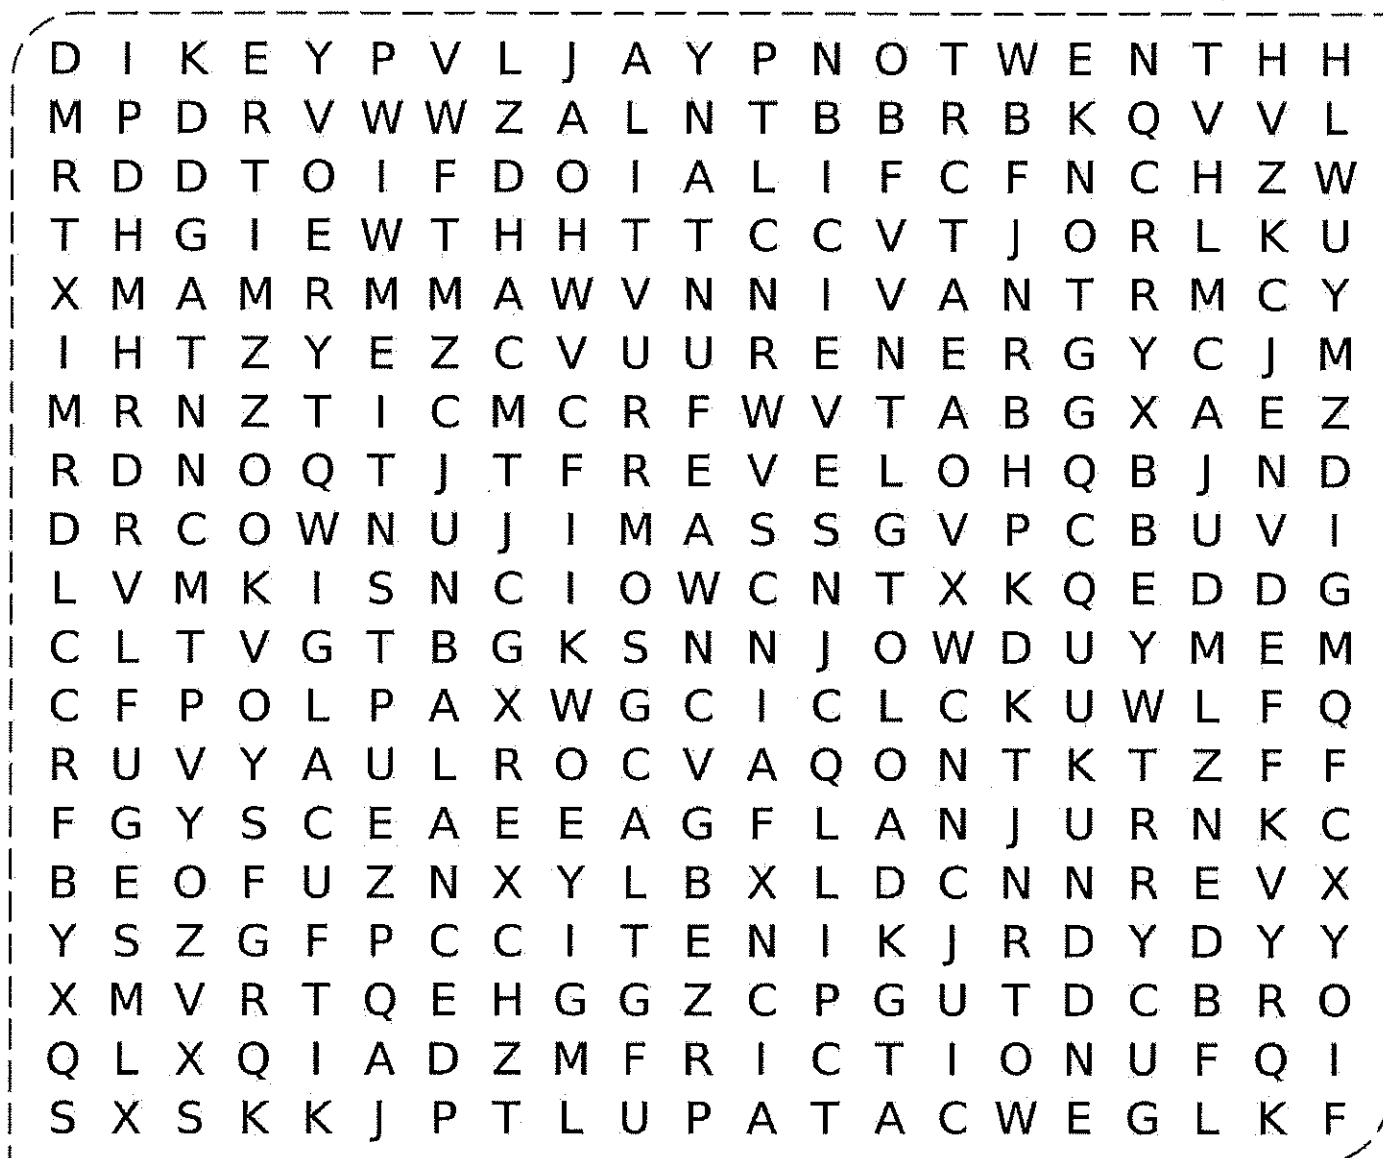 D I K E Y P V L J A Y P N O T W E N T H H
M P D R V W W Z A L N T B B R B K Q V V L
R D D T O I F D O I A L I F C F N C H Z W
T H G I E W T H H T T C C V T J O R L K U
X M A M R M M A W V N N I V A N T R M C Y
I H T Z Y E Z C V U U R E N E R G Y C J M
M R N Z T I C M C R F W V T A B G X A E Z
R D N O Q T J T F R E V E L O H Q B J N D
D R C O W N U J I M A S S G V P C B U V I
L V M K I S N C I O W C N T X K Q E D D G
C L T V G T B G K S N N J O W D U Y M E M
C F P O L P A X W G C I C L C K U W L F Q
R U V Y A U L R O C V A Q O N T K T Z F F
F G Y S C E A E E A G F L A N J U R N K C
B E O F U Z N X Y L B X L D C N N R E V X
Y S Z G F P C C I T E N I K J R D Y D Y Y
X M V R T Q E H G G Z C P G U T D C B R O
Q L X Q I A D Z M F R I C T I O N U F Q I
S X S K K J P T L U P A T A C W E G L K F